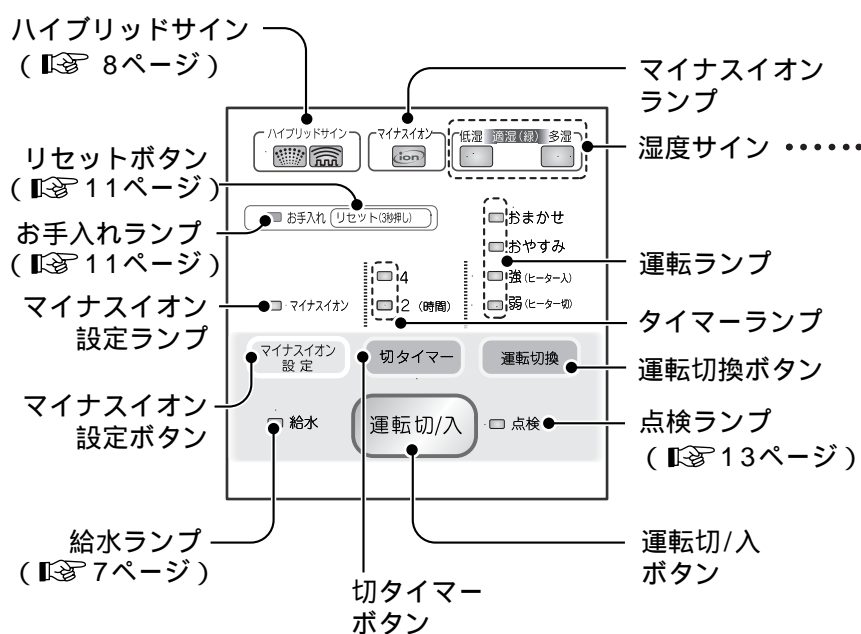 ハイブリッドサイン
(☞ 8ページ)
マイナスイオン
ランプ
湿度サイン ・・・・・・
リセットボタン
(☞11ページ)
お手入れランプ
(☞11ページ)
マイナスイオン
設定ランプ
マイナスイオン
設定ボタン
給水ランプ
(☞7ページ)
ハイブリッドサイン
マイナスイオン
ion
低湿 適湿(緑) 多湿
お手入れ リセット(3秒押し)
おまかせ
おやすみ
強(ヒーター入)
弱(ヒーター切)
4
2 (時間)
マイナスイオン
マイナスイオン
設定
切タイマー
運転切換
給水
運転切/入
点検
運転ランプ
タイマーランプ
運転切換ボタン
点検ランプ
(☞13ページ)
運転切/入
ボタン
切タイマー
ボタン